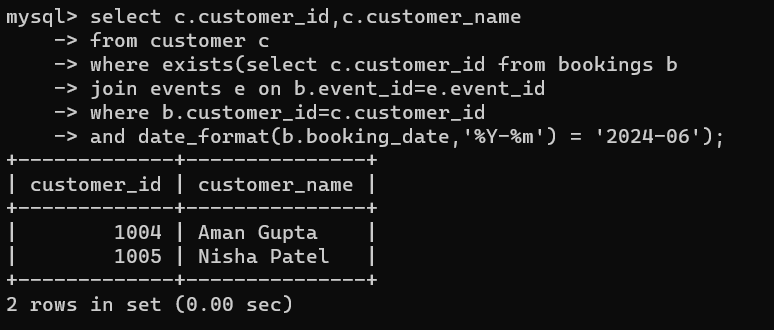 mysql> select c.customer_id,c.customer_name
    -> from customer c
    -> where exists(select c.customer_id from bookings b
    -> join events e on b.event_id=e.event_id
    -> where b.customer_id=c.customer_id
    -> and date_format(b.booking_date,'%Y-%m') = '2024-06');
+-------------+---------------+
| customer_id | customer_name |
+-------------+---------------+
|        1004 | Aman Gupta    |
|        1005 | Nisha Patel   |
+-------------+---------------+
2 rows in set (0.00 sec)